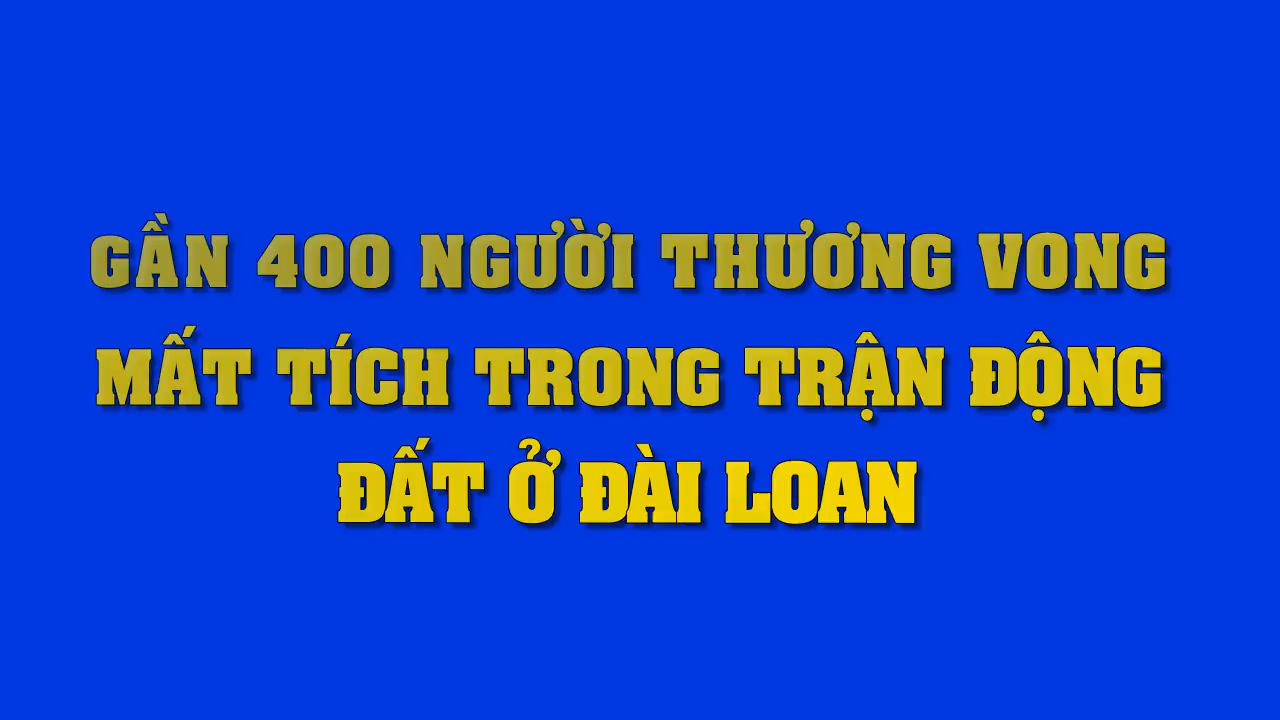 GẦN 400 NGƯỜI THƯƠNG VONG
MẤT TÍCH TRONG TRẬN ĐỘNG
ĐẤT Ở ĐÀI LOAN